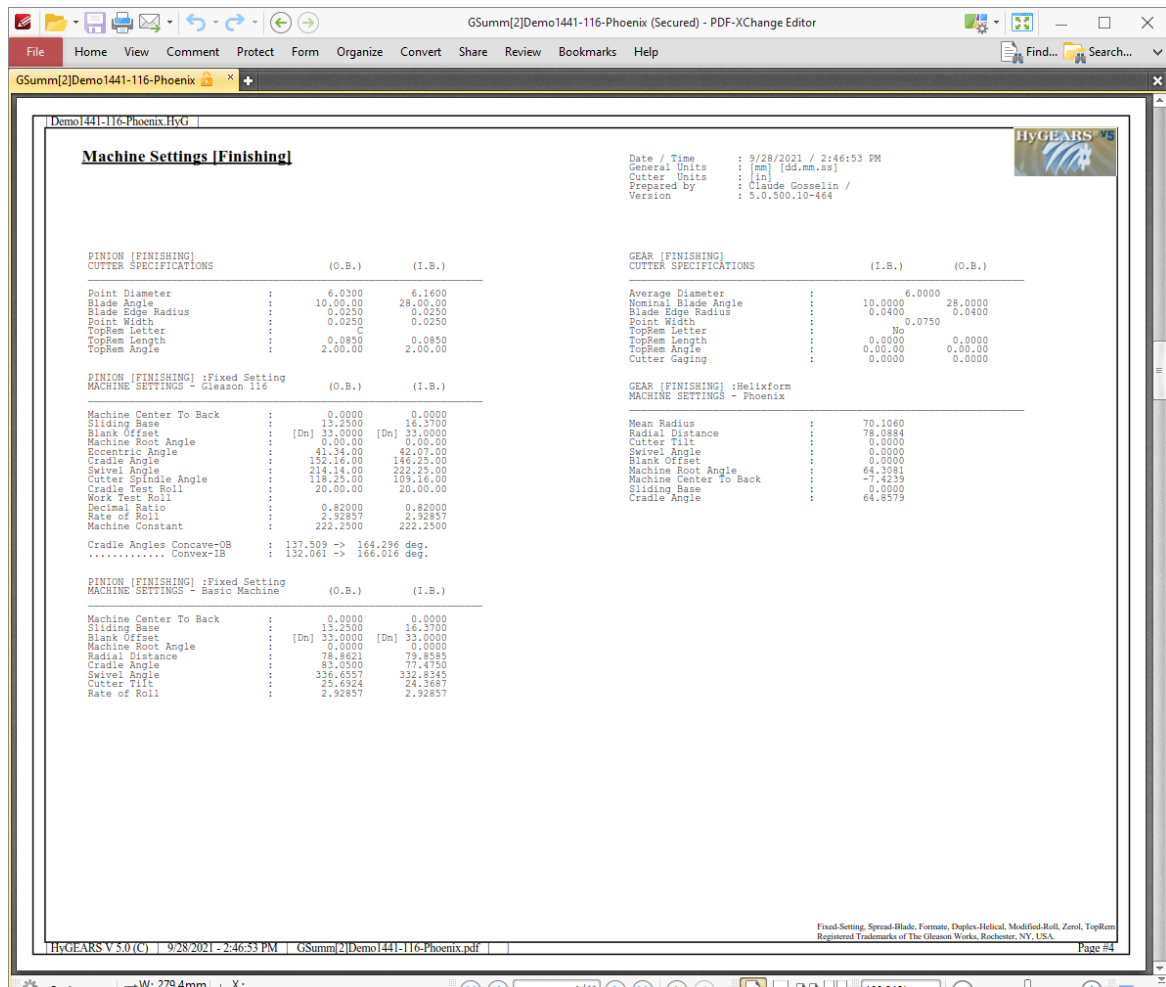 GSumm[2]Demo1441-116-Phoenix (Secured) - PDF-XChange Editor
File Home View Comment Protect Form Organize Convert Share Review Bookmarks Help Find... Search...
GSumm[2]Demo1441-116-Phoenix
Demo1441-116-Phoenix.HyG
HyGEARS V5
Machine Settings [Finishing]
Date / Time : 9/28/2021 / 2:46:53 PM
General Units : [mm] [dd.mm.ss]
Cutter Units : [in]
Prepared by : Claude Gosselin /
Version : 5.0.500.10-464
PINION [FINISHING]
CUTTER SPECIFICATIONS (O.B.) (I.B.)
Point Diameter : 6.0300 6.1600
Blade Angle : 10.00.00 28.00.00
Blade Edge Radius : 0.0250 0.0250
Point Width : 0.0250 0.0250
TopRem Letter : C
TopRem Length : 0.0850 0.0850
TopRem Angle : 2.00.00 2.00.00
PINION [FINISHING] :Fixed Setting
MACHINE SETTINGS - Gleason 116 (O.B.) (I.B.)
Machine Center To Back : 0.0000 0.0000
Sliding Base : 13.2500 16.3700
Blank Offset : [Dn] 33.0000 [Dn] 33.0000
Machine Root Angle : 0.00.00 0.00.00
Eccentric Angle : 41.34.00 42.07.00
Cradle Angle : 152.16.00 146.25.00
Swivel Angle : 214.14.00 222.25.00
Cutter Spindle Angle : 118.25.00 109.16.00
Cradle Test Roll : 20.00.00 20.00.00
Work Test Roll :
Decimal Ratio : 0.82000 0.82000
Rate of Roll : 2.92857 2.92857
Machine Constant : 222.2500 222.2500
Cradle Angles Concave-OB : 137.509 -> 164.296 deg.
............. Convex-IB : 132.061 -> 166.016 deg.
PINION [FINISHING] :Fixed Setting
MACHINE SETTINGS - Basic Machine (O.B.) (I.B.)
Machine Center To Back : 0.0000 0.0000
Sliding Base : 13.2500 16.3700
Blank Offset : [Dn] 33.0000 [Dn] 33.0000
Machine Root Angle : 0.0000 0.0000
Radial Distance : 78.8621 79.8585
Cradle Angle : 83.0500 77.4750
Swivel Angle : 336.6557 332.8345
Cutter Tilt : 25.6924 24.3687
Rate of Roll : 2.92857 2.92857
GEAR [FINISHING]
CUTTER SPECIFICATIONS (I.B.) (O.B.)
Average Diameter : 6.0000
Nominal Blade Angle : 10.0000 28.0000
Blade Edge Radius : 0.0400 0.0400
Point Width : 0.0750
TopRem Letter : No
TopRem Length : 0.0000 0.0000
TopRem Angle : 0.00.00 0.00.00
Cutter Gaging : 0.0000 0.0000
GEAR [FINISHING] :Helixform
MACHINE SETTINGS - Phoenix
Mean Radius : 70.1060
Radial Distance : 78.0884
Cutter Tilt : 0.0000
Swivel Angle : 0.0000
Blank Offset : 0.0000
Machine Root Angle : 64.3081
Machine Center To Back : -7.4239
Sliding Base : 0.0000
Cradle Angle : 64.8579
Fixed-Setting, Spread-Blade, Formate, Duplex-Helical, Modified-Roll, Zerol, TopRem
Registered Trademarks of The Gleason Works, Rochester, NY, USA.
HyGEARS V 5.0 (C) 9/28/2021 - 2:46:53 PM GSumm[2]Demo1441-116-Phoenix.pdf Page #4
W: 279.4mm X: